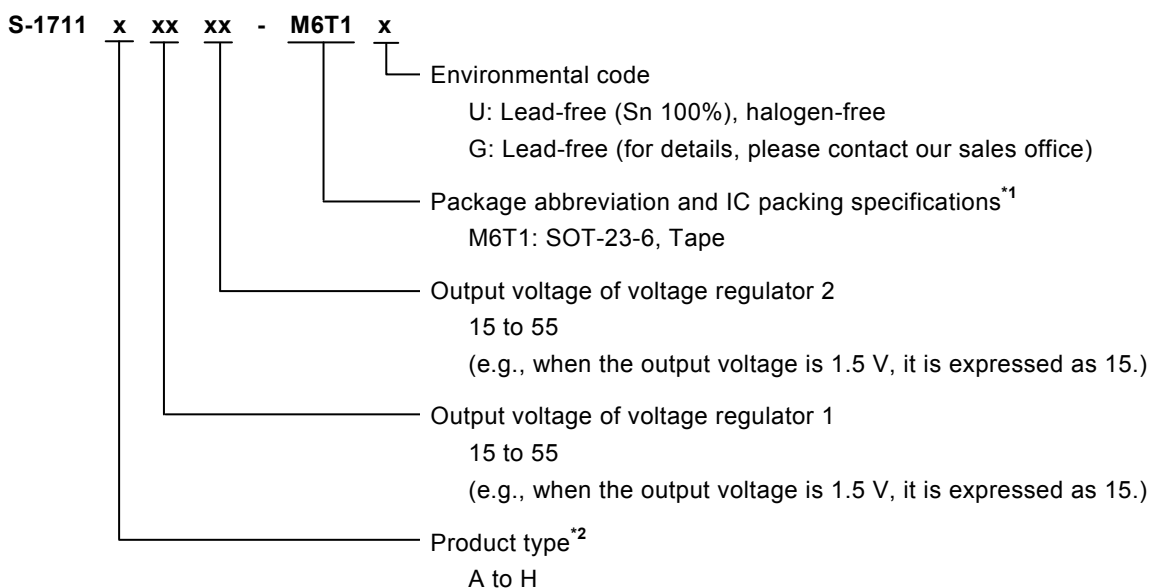 S-1711 x xx xx - M6T1 x
Environmental code
U: Lead-free (Sn 100%), halogen-free
G: Lead-free (for details, please contact our sales office)
Package abbreviation and IC packing specifications*1
M6T1: SOT-23-6, Tape
Output voltage of voltage regulator 2
15 to 55
(e.g., when the output voltage is 1.5 V, it is expressed as 15.)
Output voltage of voltage regulator 1
15 to 55
(e.g., when the output voltage is 1.5 V, it is expressed as 15.)
Product type*2
A to H